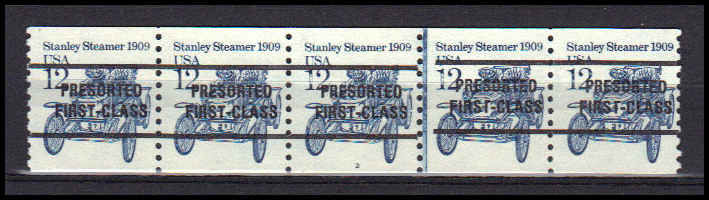 Stanley Steamer 1909
USA
12
PRESORTED
FIRST-CLASS
Stanley Steamer 1909
USA
12
PRESORTED
FIRST-CLASS
Stanley Steamer 1909
USA
12
PRESORTED
FIRST-CLASS
2
Stanley Steamer 1909
USA
12
PRESORTED
FIRST-CLASS
Stanley Steamer 1909
USA
12
PRESORTED
FIRST-CLASS